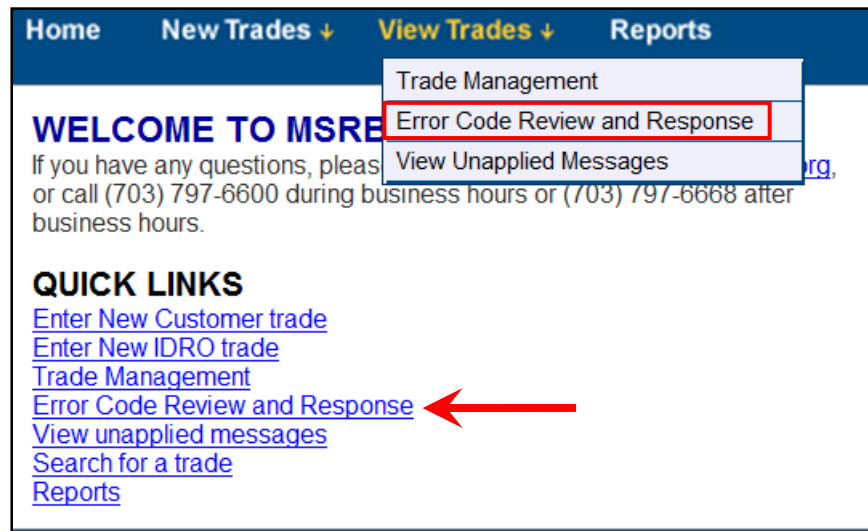 Home New Trades ↓ View Trades ↓ Reports
Trade Management
Error Code Review and Response
View Unapplied Messages
WELCOME TO MSRB
If you have any questions, pleas rg,
or call (703) 797-6600 during business hours or (703) 797-6668 after
business hours.
QUICK LINKS
Enter New Customer trade
Enter New IDRO trade
Trade Management
Error Code Review and Response
View unapplied messages
Search for a trade
Reports